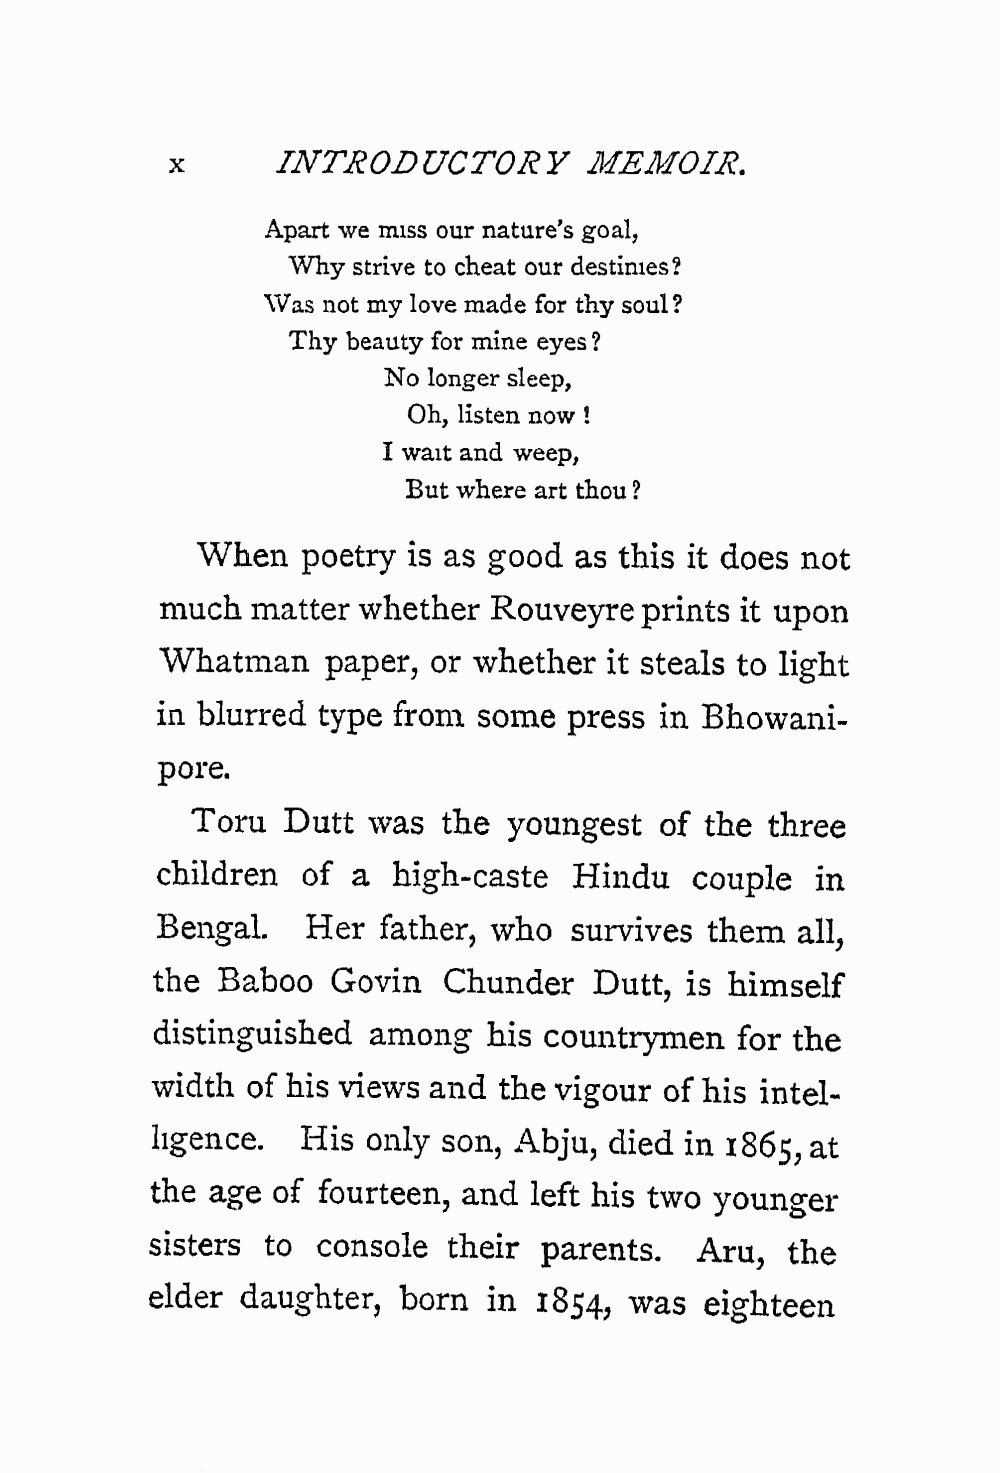 x INTRODUCTORY MEMOIR.
Apart we miss our nature's goal,
Why strive to cheat our destinies?
Was not my love made for thy soul?
Thy beauty for mine eyes?
No longer sleep,
Oh, listen now!
I wait and weep,
But where art thou?
When poetry is as good as this it does not
much matter whether Rouveyre prints it upon
Whatman paper, or whether it steals to light
in blurred type from some press in Bhowani-
pore.
Toru Dutt was the youngest of the three
children of a high-caste Hindu couple in
Bengal. Her father, who survives them all,
the Baboo Govin Chunder Dutt, is himself
distinguished among his countrymen for the
width of his views and the vigour of his intel-
ligence. His only son, Abju, died in 1865, at
the age of fourteen, and left his two younger
sisters to console their parents. Aru, the
elder daughter, born in 1854, was eighteen